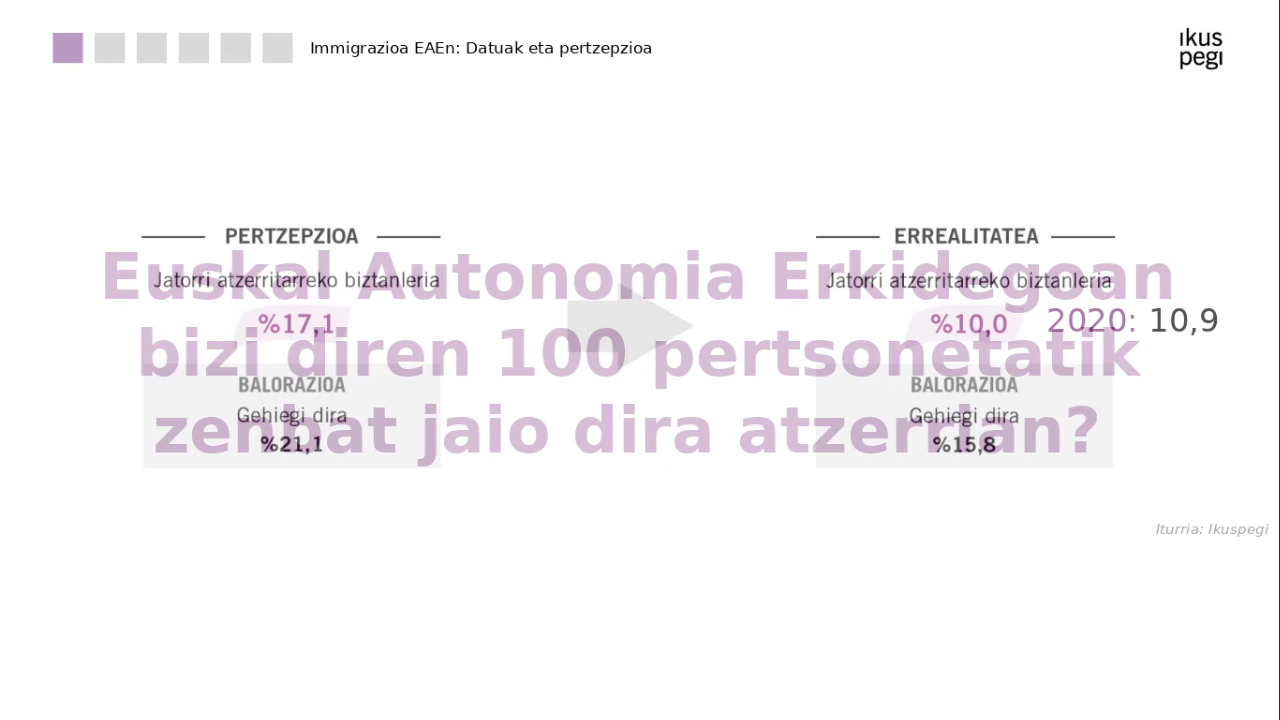 Immigrazioa EAEn: Datuak eta pertzepzioa
ıkus
pegı
PERTZEPZIOA
Jatorri atzerritarreko biztanleria
%17,1
BALORAZIOA
Gehiegi dira
%21,1
ERREALITATEA
Jatorri atzerritarreko biztanleria
%10,0 2020: 10,9
BALORAZIOA
Gehiegi dira
%15,8
Euskal Autonomia Erkidegoan
bizi diren 100 pertsonetatik
zenbat jaio dira atzerrian?
Iturria: Ikuspegi